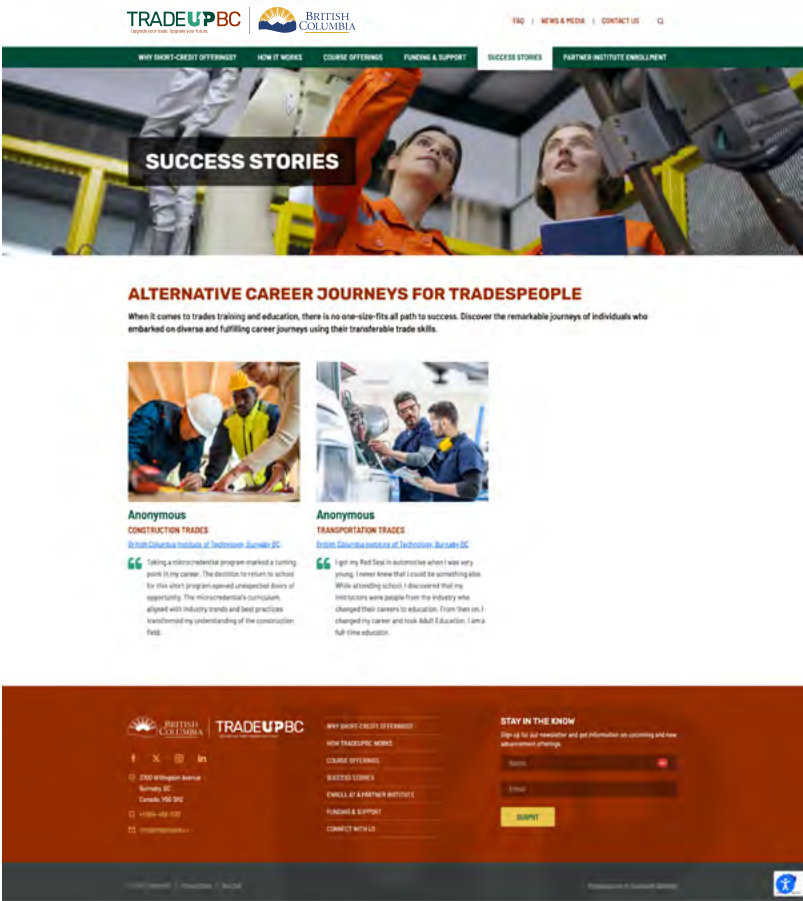 TRADEUPBC
Upgrade your trade. Upgrade your future.
BRITISH
COLUMBIA
FAQ | NEWS & MEDIA | CONTACT US
WHY SHORT-CREDIT OFFERINGS? HOW IT WORKS COURSE OFFERINGS FUNDING & SUPPORT SUCCESS STORIES PARTNER INSTITUTE ENROLLMENT
SUCCESS STORIES
ALTERNATIVE CAREER JOURNEYS FOR TRADESPEOPLE
When it comes to trades training and education, there is no one-size-fits all path to success. Discover the remarkable journeys of individuals who
embarked on diverse and fulfilling career journeys using their transferable trade skills.
Anonymous
CONSTRUCTION TRADES
British Columbia Institute of Technology, Burnaby BC
Taking a microcredential program marked a turning
point in my career. The decision to return to school
for this short program opened unexpected doors of
opportunity. The microcredential's curriculum,
aligned with industry trends and best practices
transformed my understanding of the construction
field.
Anonymous
TRANSPORTATION TRADES
British Columbia Institute of Technology, Burnaby BC
I got my Red Seal in automotive when I was very
young, I never knew that I could be something else.
While attending school, I discovered that my
instructors were people from the industry who
changed their careers to education. From then on, I
changed my career and took Adult Education. I am a
full-time educator.
BRITISH
COLUMBIA
TRADEUPBC
3700 Willingdon Avenue
Burnaby, BC
Canada, V5G 3H2
WHY SHORT-CREDIT OFFERINGS?
HOW TRADEUPBC WORKS
COURSE OFFERINGS
SUCCESS STORIES
ENROLL AT A PARTNER INSTITUTE
FUNDING & SUPPORT
CONNECT WITH US
STAY IN THE KNOW
Sign up for our newsletter and get information on upcoming and new
advancement offerings.
Name
Email
SUBMIT